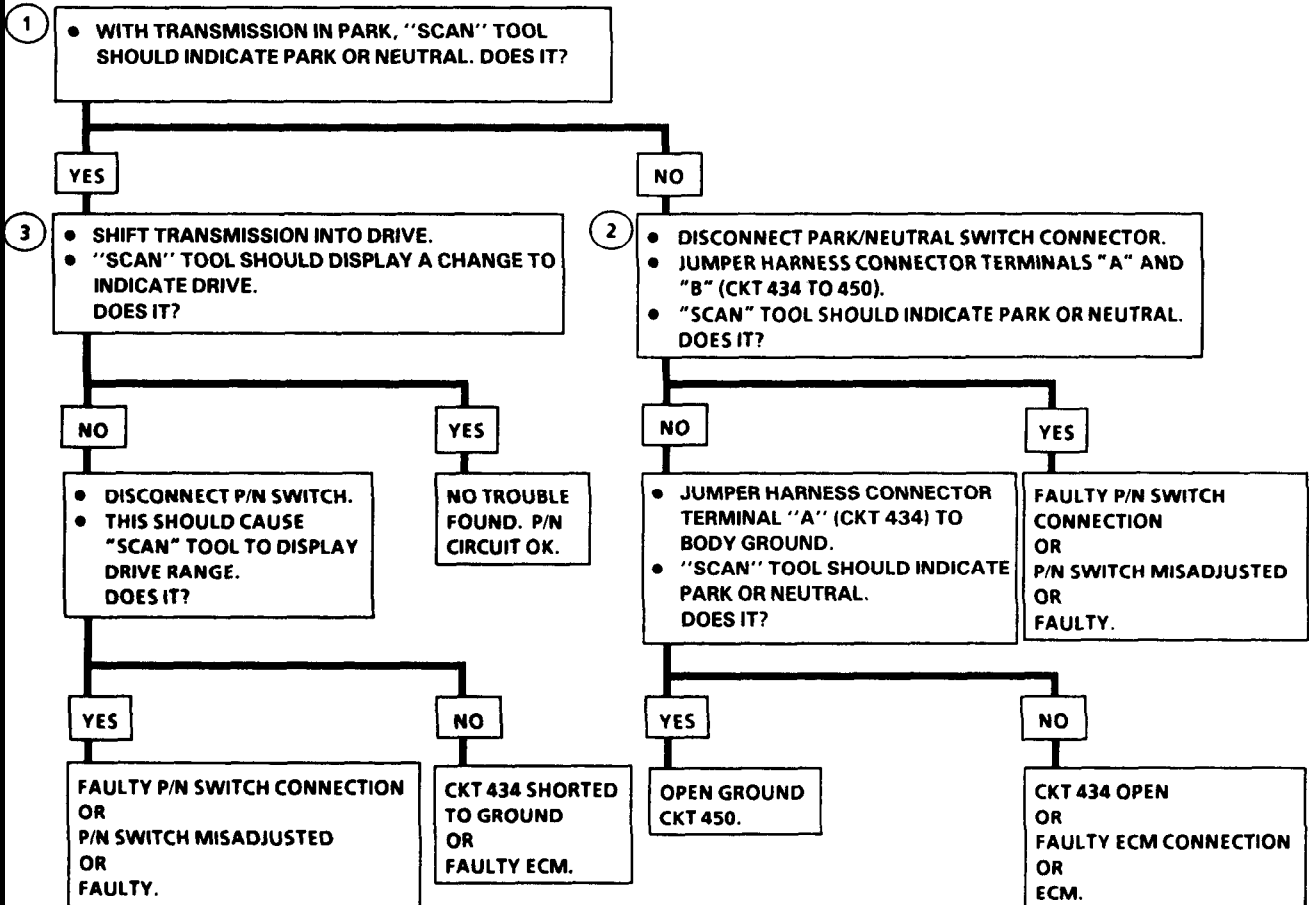 1
• WITH TRANSMISSION IN PARK, "SCAN" TOOL
SHOULD INDICATE PARK OR NEUTRAL. DOES IT?
YES
NO
3
• SHIFT TRANSMISSION INTO DRIVE.
• "SCAN" TOOL SHOULD DISPLAY A CHANGE TO
INDICATE DRIVE.
DOES IT?
2
• DISCONNECT PARK/NEUTRAL SWITCH CONNECTOR.
• JUMPER HARNESS CONNECTOR TERMINALS "A" AND
"B" (CKT 434 TO 450).
• "SCAN" TOOL SHOULD INDICATE PARK OR NEUTRAL.
DOES IT?
NO
YES
NO
YES
• DISCONNECT P/N SWITCH.
• THIS SHOULD CAUSE
"SCAN" TOOL TO DISPLAY
DRIVE RANGE.
DOES IT?
NO TROUBLE
FOUND. P/N
CIRCUIT OK.
• JUMPER HARNESS CONNECTOR
TERMINAL "A" (CKT 434) TO
BODY GROUND.
• "SCAN" TOOL SHOULD INDICATE
PARK OR NEUTRAL.
DOES IT?
FAULTY P/N SWITCH
CONNECTION
OR
P/N SWITCH MISADJUSTED
OR
FAULTY.
YES
NO
YES
NO
FAULTY P/N SWITCH CONNECTION
OR
P/N SWITCH MISADJUSTED
OR
FAULTY.
CKT 434 SHORTED
TO GROUND
OR
FAULTY ECM.
OPEN GROUND
CKT 450.
CKT 434 OPEN
OR
FAULTY ECM CONNECTION
OR
ECM.